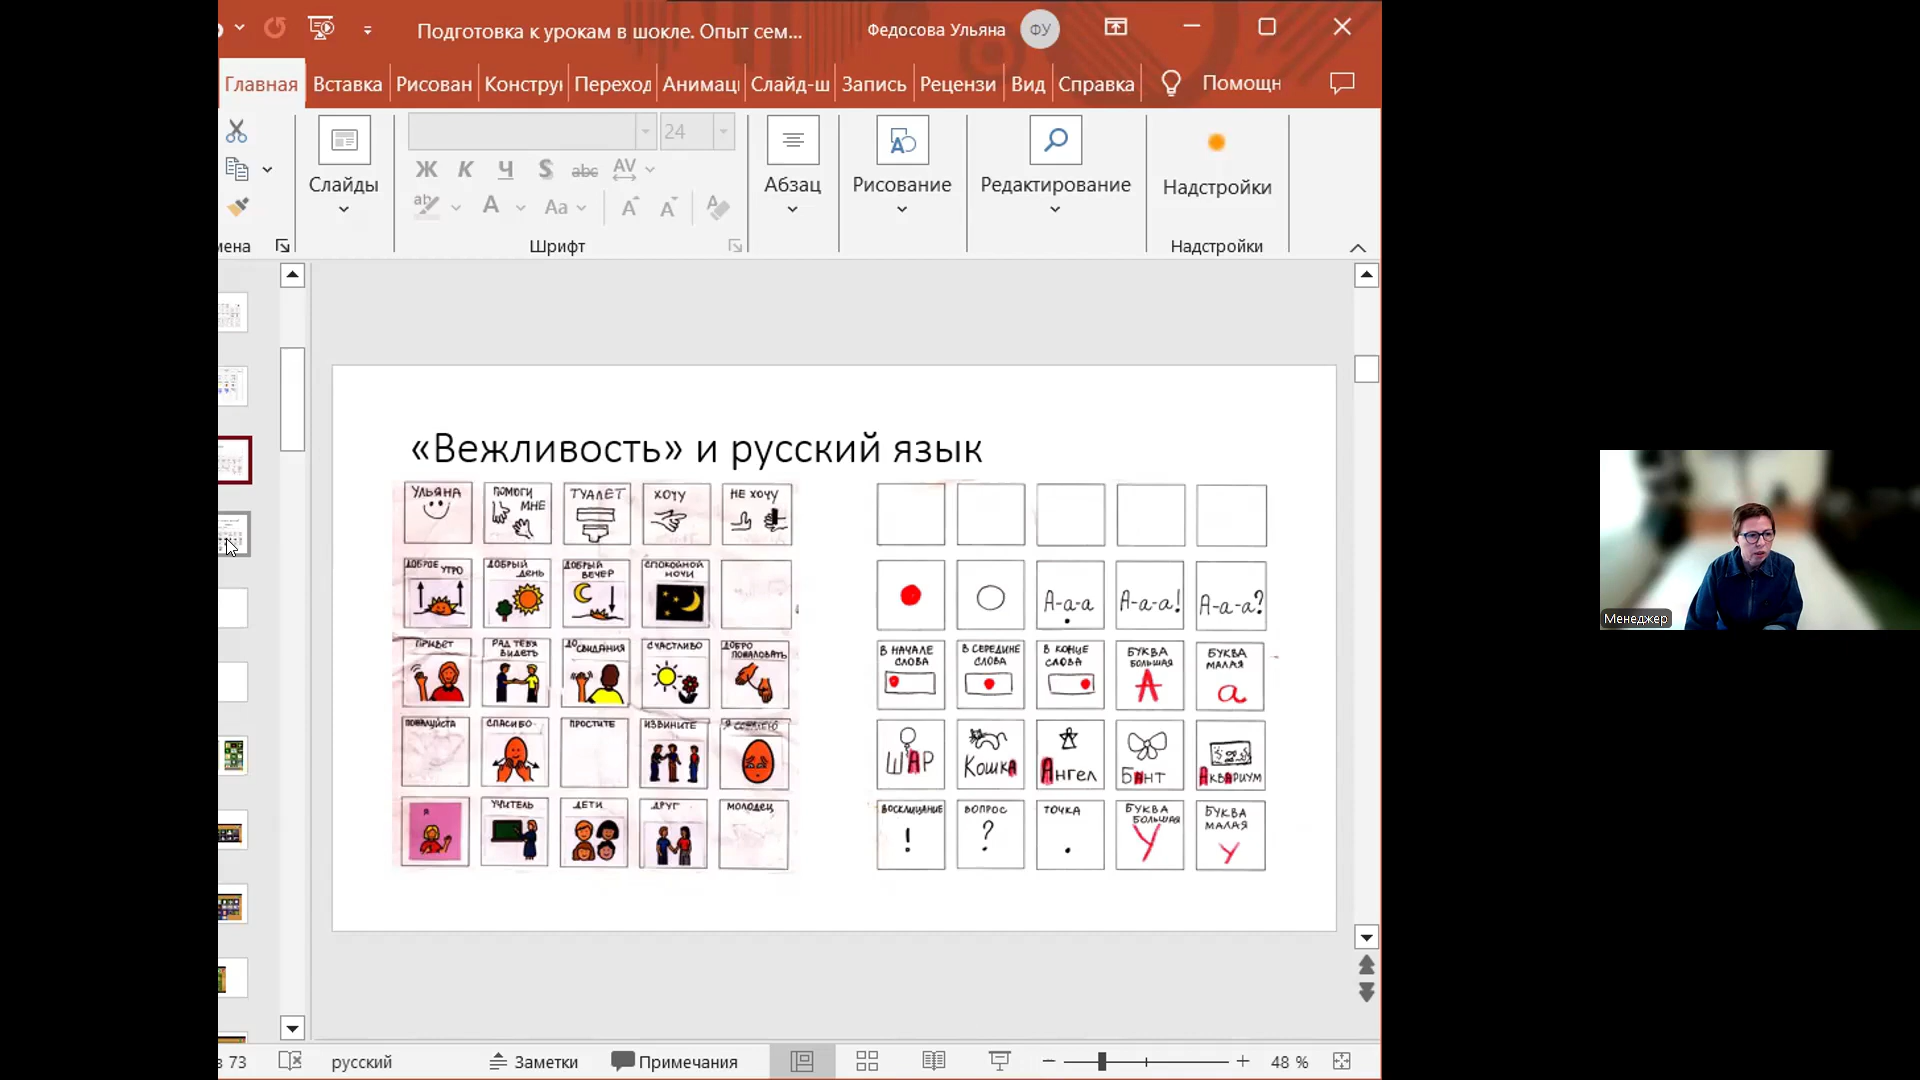 Подготовка к урокам в шокле. Опыт сем...
Федосова Ульяна
ФУ
Главная
Вставка
Рисован
Констру
Переход
Анимац
Слайд-ш
Запись
Рецензи
Вид
Справка
Помощн
Слайды
24
Ж К Ч S abc AV
Aa
Абзац
Рисование
Редактирование
Надстройки
мена
Шрифт
Надстройки
«Вежливость» и русский язык
УЛЬЯНА
ПОМОГИ МНЕ
ТУАЛЕТ
ХОЧУ
НЕ ХОЧУ
ДОБРОЕ УТРО
ДОБРЫЙ ДЕНЬ
ДОБРЫЙ ВЕЧЕР
СПОКОЙНОЙ НОЧИ
ПРИВЕТ
РАД ТЕБЯ ВИДЕТЬ
ДО СВИДАНИЯ
СЧАСТЛИВО
ДОБРО ПОЖАЛОВАТЬ
ПОЖАЛУЙСТА
СПАСИБО
ПРОСТИТЕ
ИЗВИНИТЕ
Я
УЧИТЕЛЬ
ДЕТИ
ДРУГ
МОЛОДЕЦ
А-а-а
А-а-а!
А-а-а?
В НАЧАЛЕ СЛОВА
В СЕРЕДИНЕ СЛОВА
В КОНЦЕ СЛОВА
БУКВА БОЛЬШАЯ А
БУКВА МАЛАЯ а
ШАР
КОШКА
АНГЕЛ
БАНТ
АКВАРИУМ
ВОСКЛИЦАНИЕ !
ВОПРОС ?
ТОЧКА .
БУКВА БОЛЬШАЯ У
БУКВА МАЛАЯ у
Менеджер
з 73
русский
Заметки
Примечания
48 %